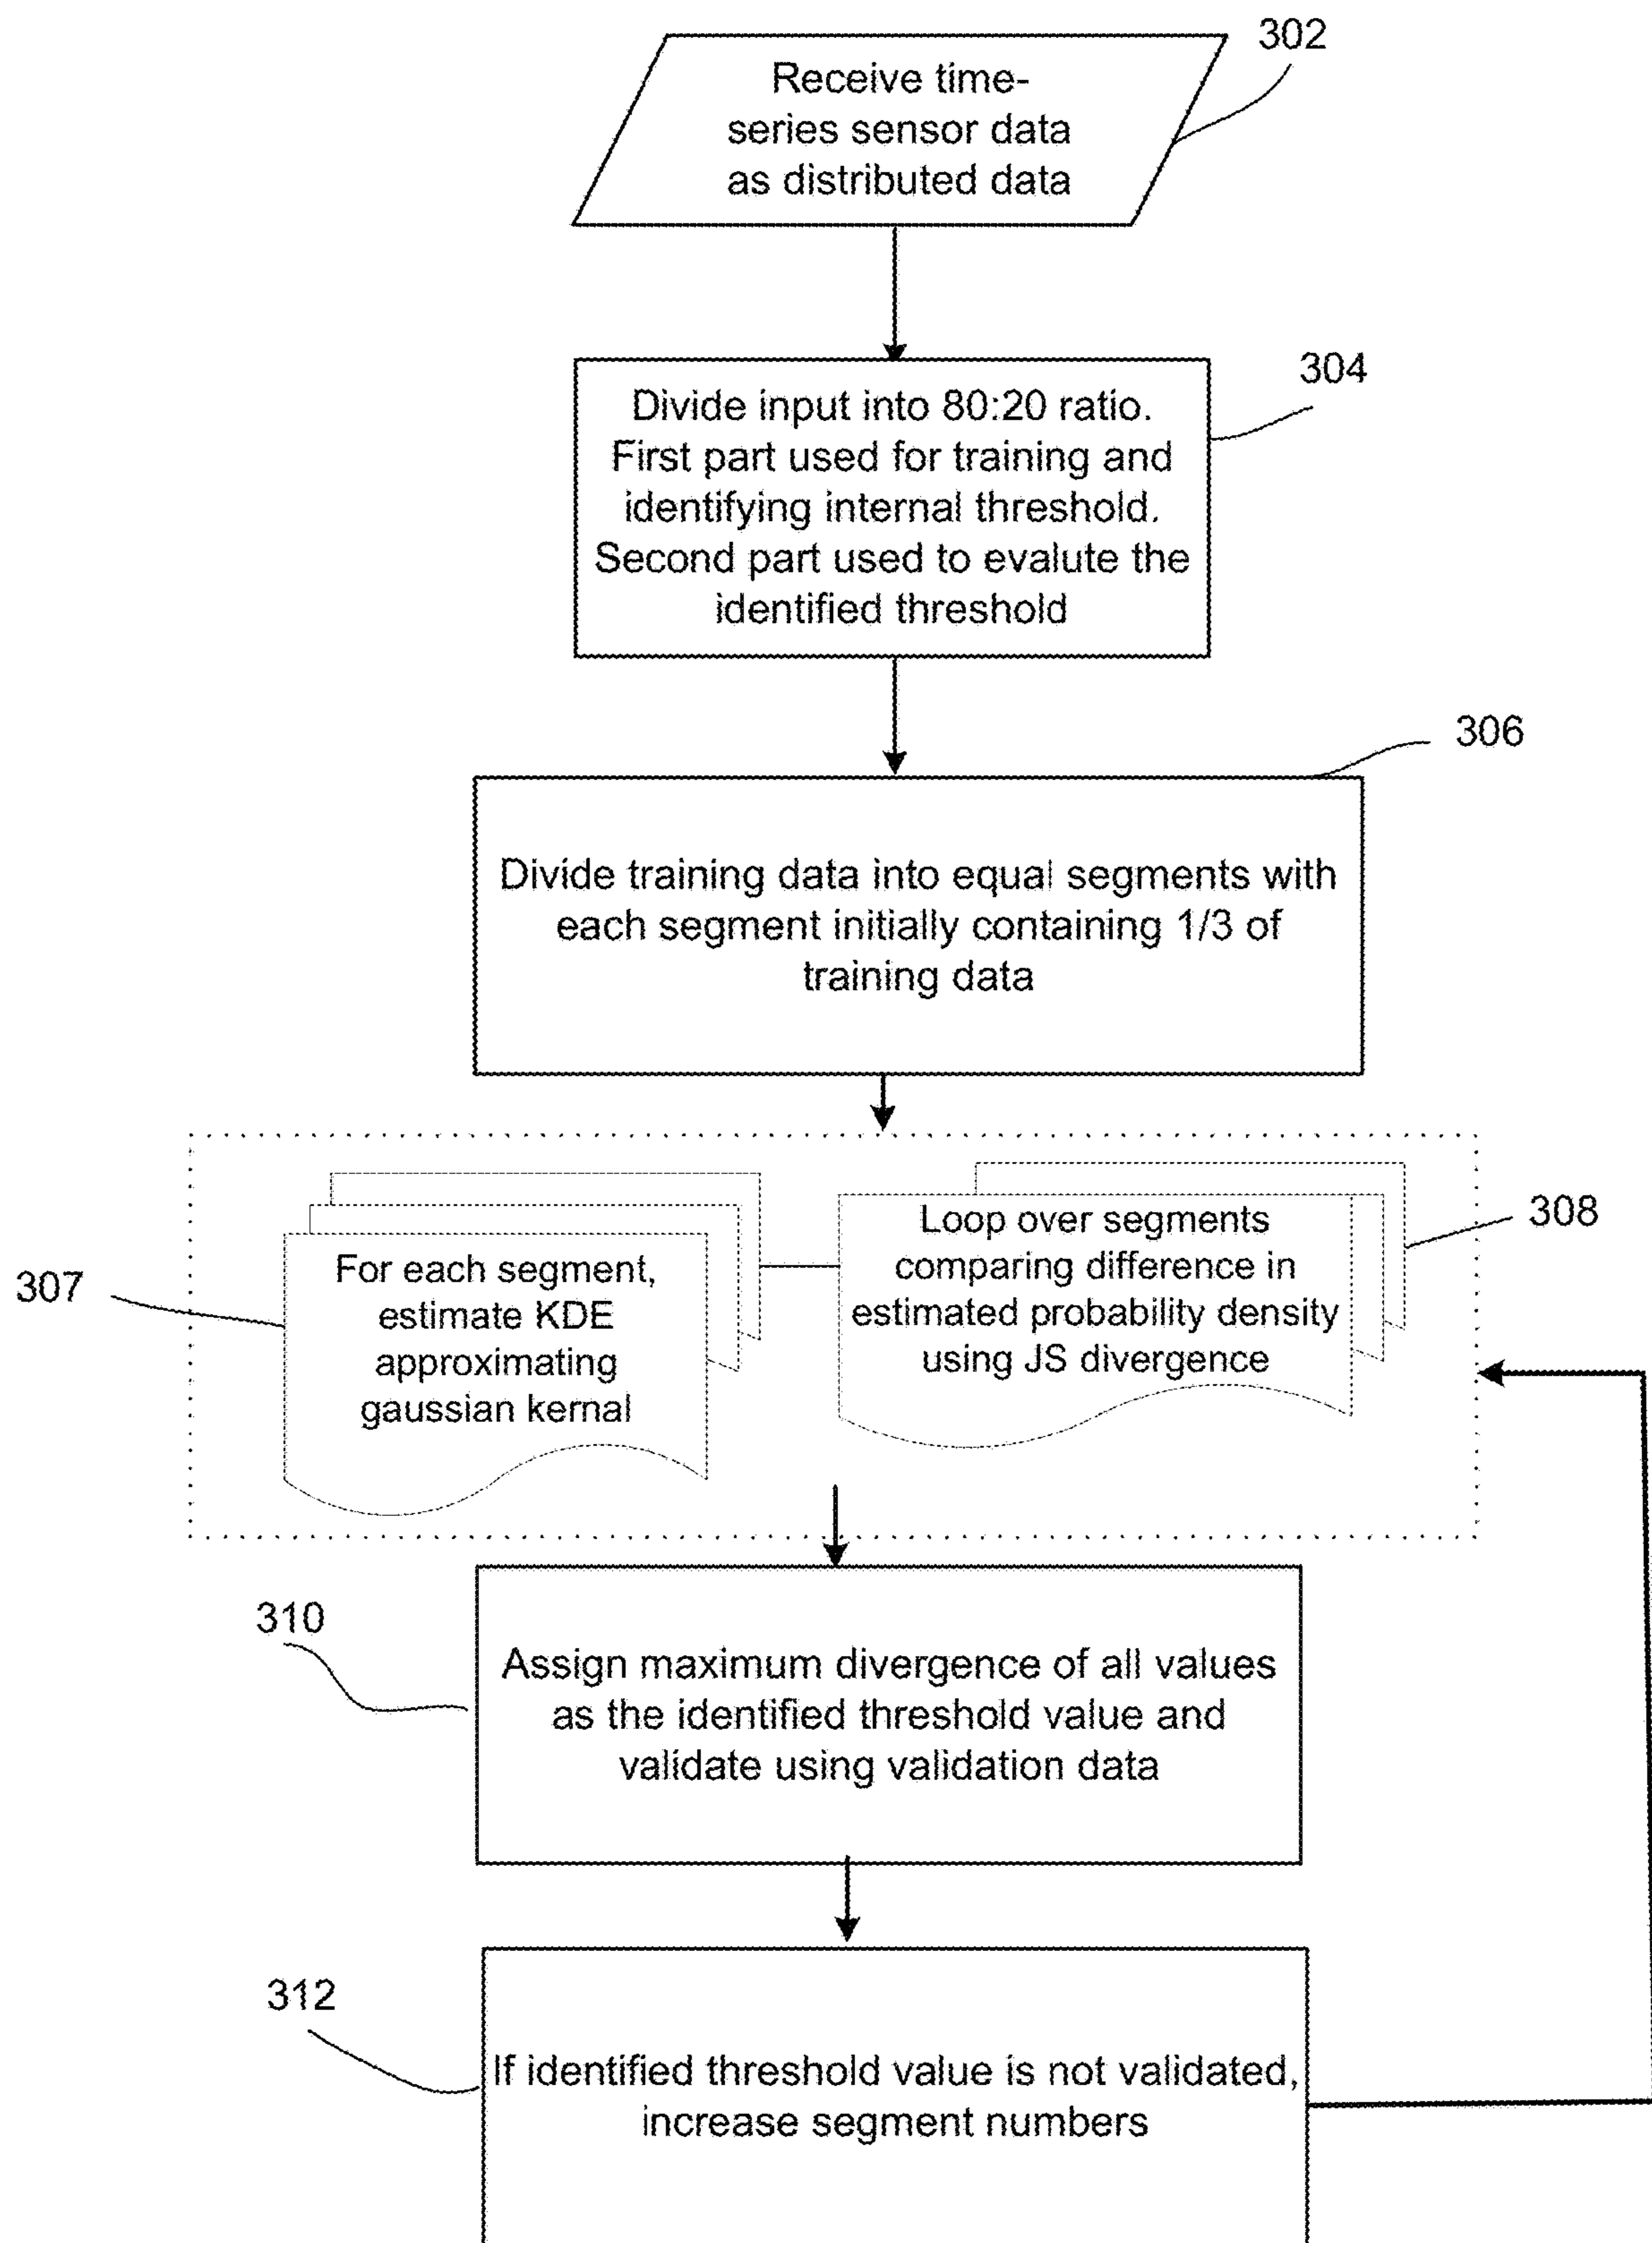 302
Receive time-
series sensor data
as distributed data
304
Divide input into 80:20 ratio.
First part used for training and
identifying internal threshold.
Second part used to evalute the
identified threshold
306
Divide training data into equal segments with
each segment initially containing 1/3 of
training data
307
For each segment,
estimate KDE
approximating
gaussian kernal
308
Loop over segments
comparing difference in
estimated probability density
using JS divergence
310
Assign maximum divergence of all values
as the identified threshold value and
validate using validation data
312
If identified threshold value is not validated,
increase segment numbers